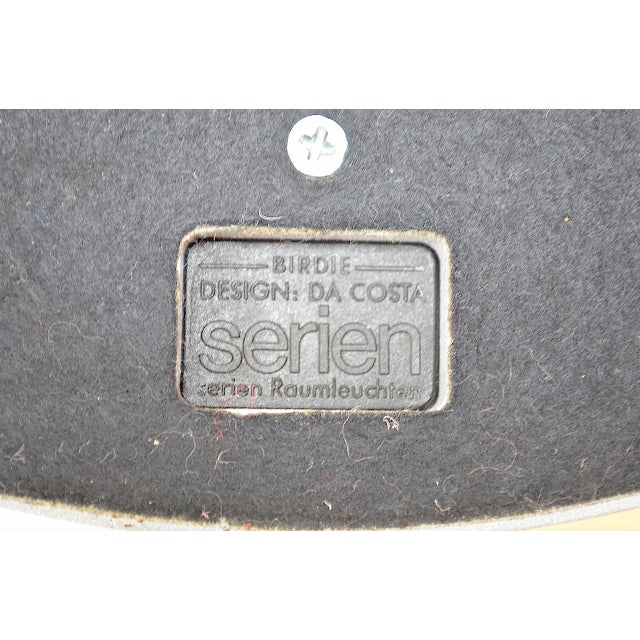 BIRDIE
DESIGN: DA COSTA
serien
serien Raumleuchten